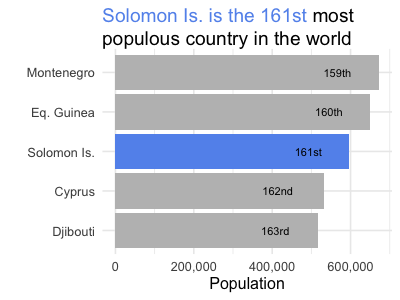 Solomon Is. is the 161st most
populous country in the world
Montenegro 159th
Eq. Guinea 160th
Solomon Is. 161st
Cyprus 162nd
Djibouti 163rd
0 200,000 400,000 600,000
Population